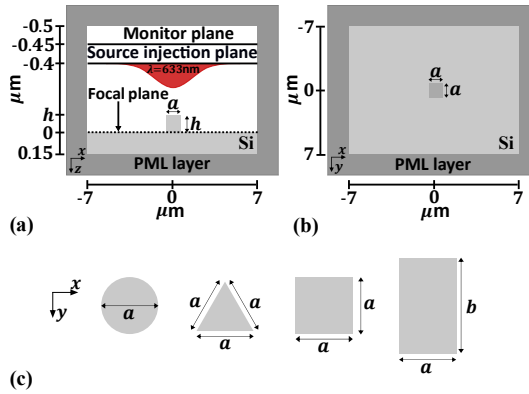 -0.5
Monitor plane
-0.45
Source injection plane
-0.4
λ=633nm
μm
Focal plane
a
h
h
0
Si
0.15
x
z
PML layer
-7
0
7
μm
(a)
-7
a
a
0
μm
Si
7
x
y
PML layer
-7
0
7
μm
(b)
x
y
a
a
a
a
a
a
b
a
(c)